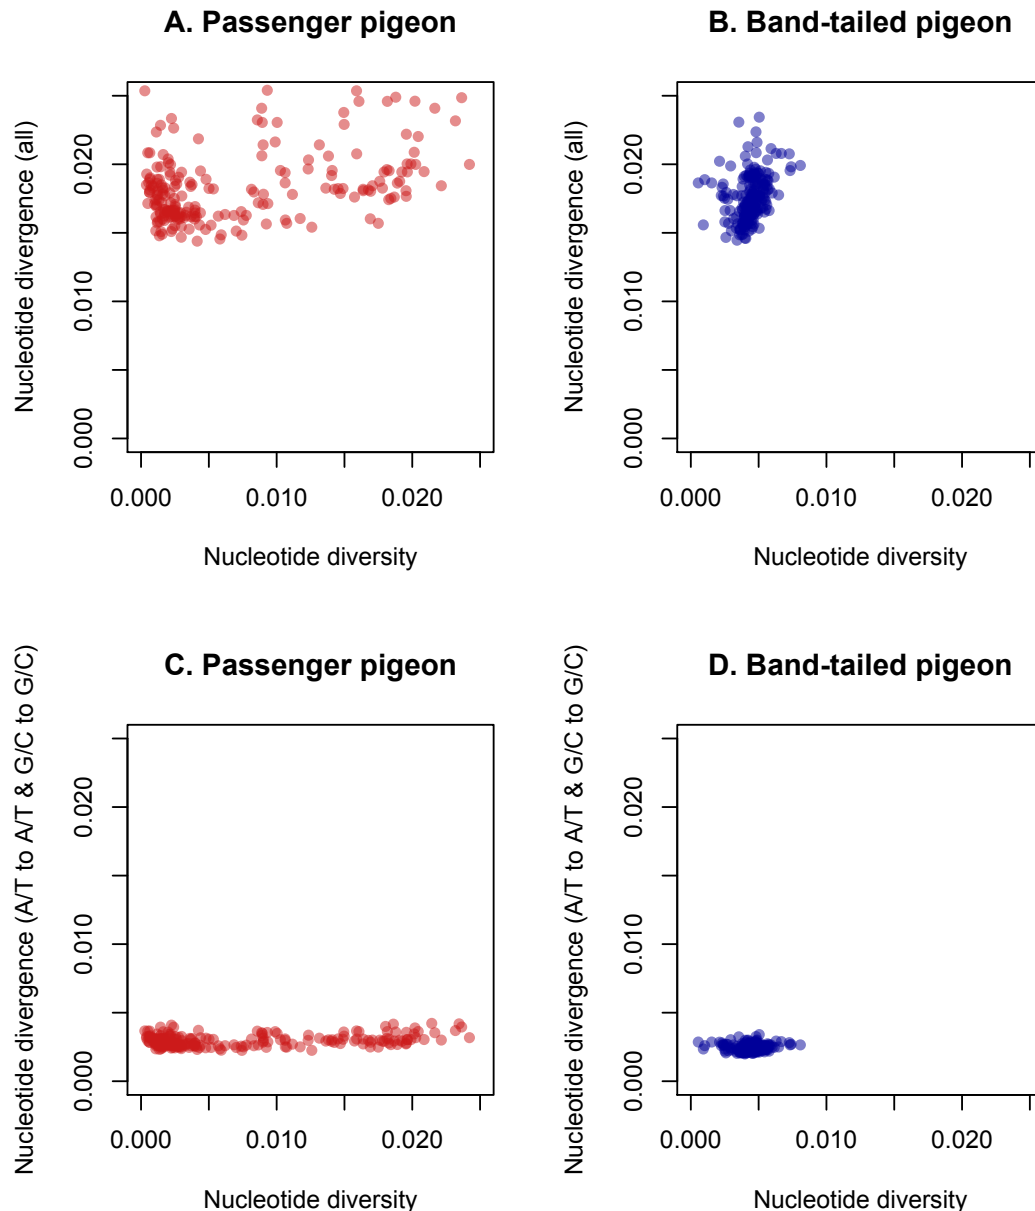 A. Passenger pigeon
Nucleotide divergence (all)
0.020
0.010
0.000
0.000 0.010 0.020
Nucleotide diversity
B. Band-tailed pigeon
Nucleotide divergence (all)
0.020
0.010
0.000
0.000 0.010 0.020
Nucleotide diversity
C. Passenger pigeon
Nucleotide divergence (A/T to A/T & G/C to G/C)
0.020
0.010
0.000
0.000 0.010 0.020
Nucleotide diversity
D. Band-tailed pigeon
Nucleotide divergence (A/T to A/T & G/C to G/C)
0.020
0.010
0.000
0.000 0.010 0.020
Nucleotide diversity